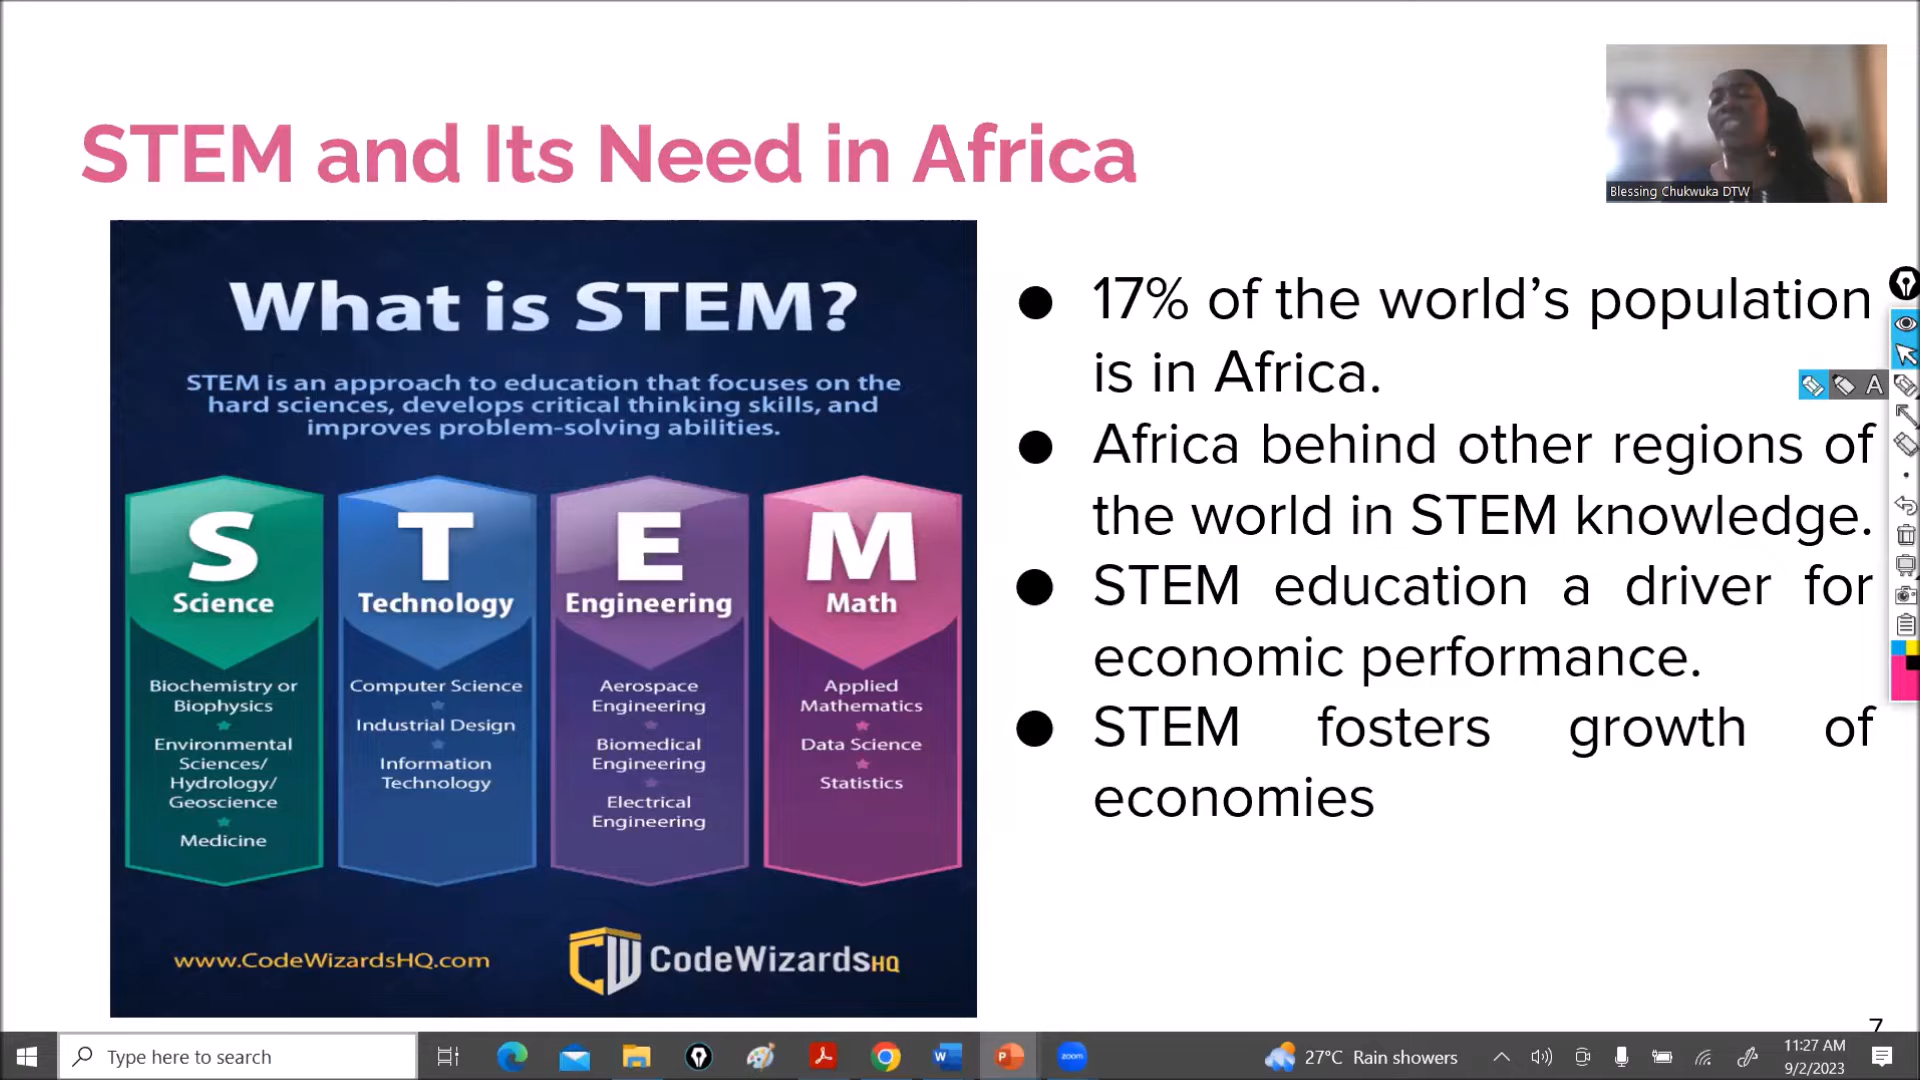 STEM and Its Need in Africa
Blessing Chukwuka DTW
What is STEM?
STEM is an approach to education that focuses on the
hard sciences, develops critical thinking skills, and
improves problem-solving abilities.
S
Science
Biochemistry or
Biophysics
Environmental
Sciences/
Hydrology/
Geoscience
Medicine
T
Technology
Computer Science
Industrial Design
Information
Technology
E
Engineering
Aerospace
Engineering
Biomedical
Engineering
Electrical
Engineering
M
Math
Applied
Mathematics
Data Science
Statistics
www.CodeWizardsHQ.com
CW CodeWizardsHQ
● 17% of the world’s population
is in Africa.
● Africa behind other regions of
the world in STEM knowledge.
● STEM education a driver for
economic performance.
● STEM fosters growth of
economies
A
7
Type here to search
zoom
27°C Rain showers
11:27 AM
9/2/2023